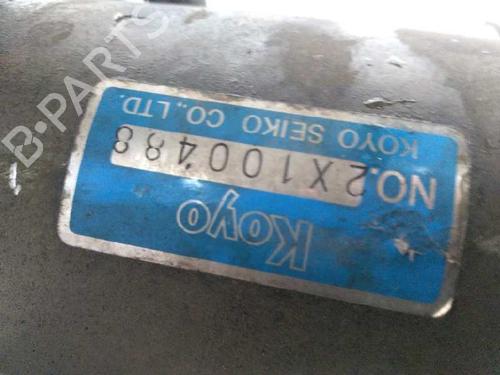 Koyo
NO.2X100488
KOYO SEIKO CO.,LTD.
B-PARTS